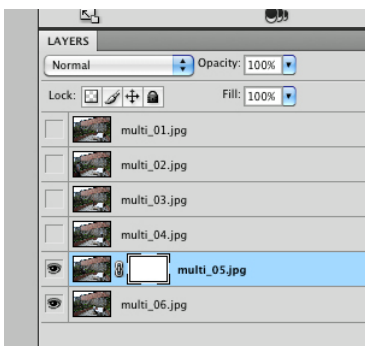 LAYERS
Normal Opacity: 100%
Lock: Fill: 100%
multi_01.jpg
multi_02.jpg
multi_03.jpg
multi_04.jpg
multi_05.jpg
multi_06.jpg